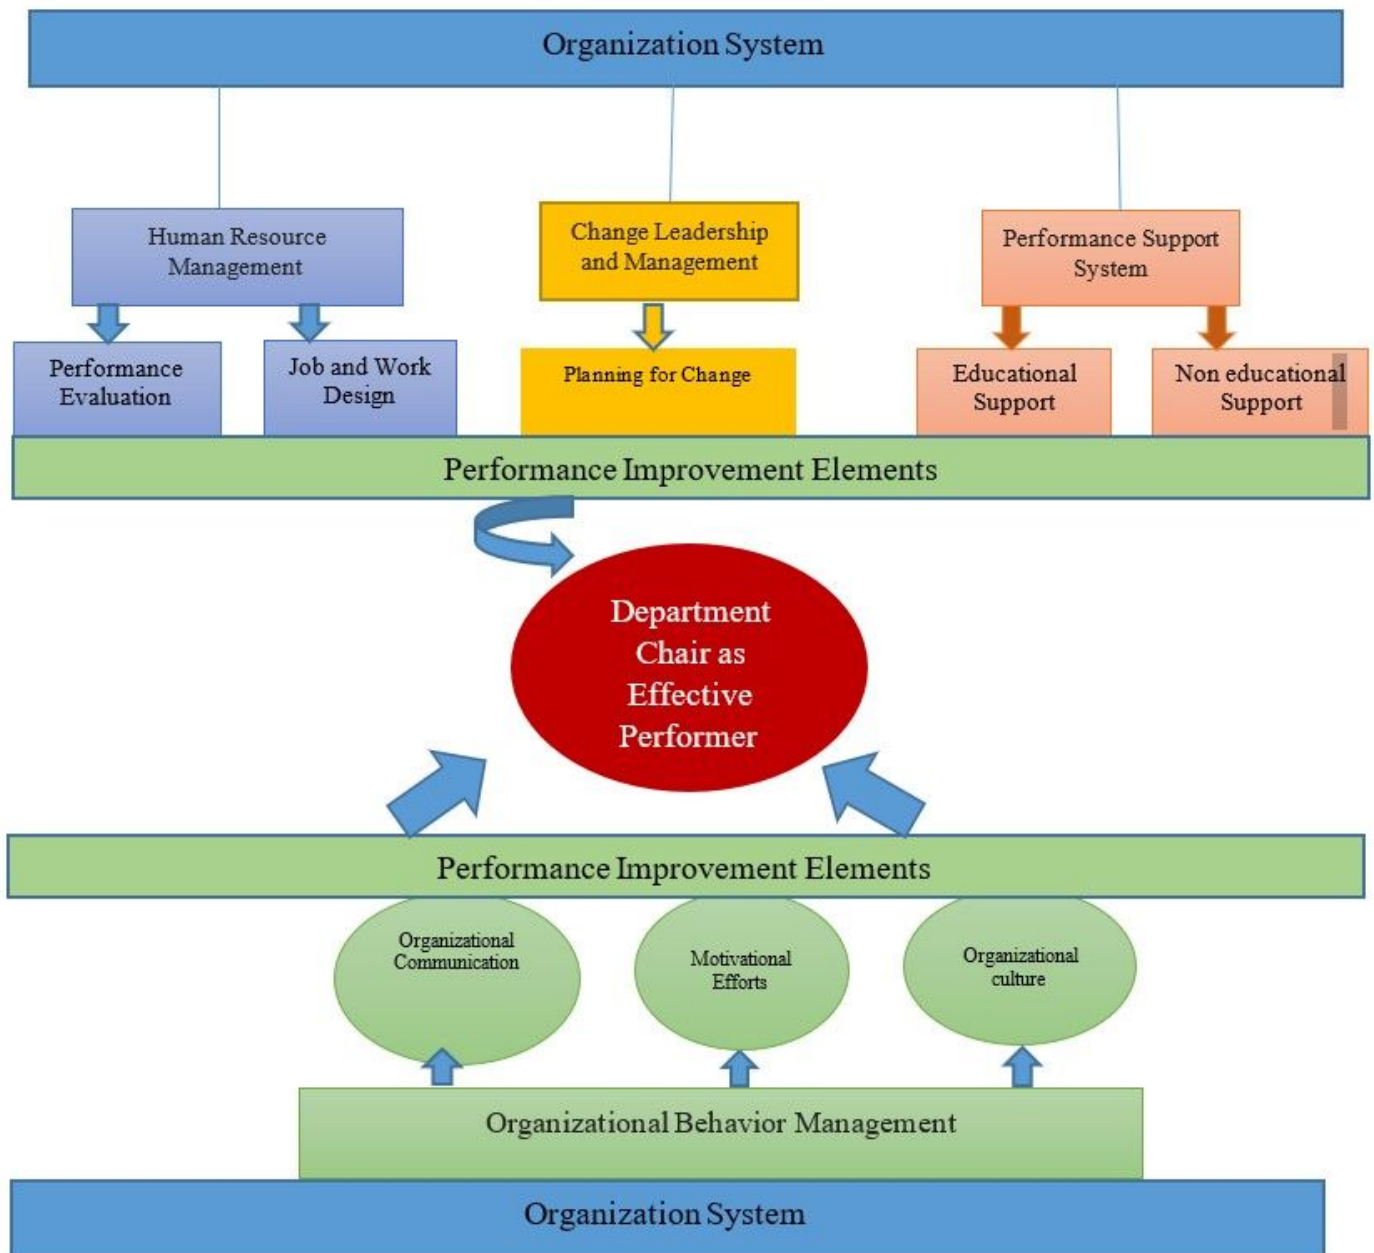 Organization System
Human Resource
Management
Change Leadership
and Management
Performance Support
System
Performance
Evaluation
Job and Work
Design
Planning for Change
Educational
Support
Non educational
Support
Performance Improvement Elements
Department
Chair as
Effective
Performer
Performance Improvement Elements
Organizational
Communication
Motivational
Efforts
Organizational
culture
Organizational Behavior Management
Organization System